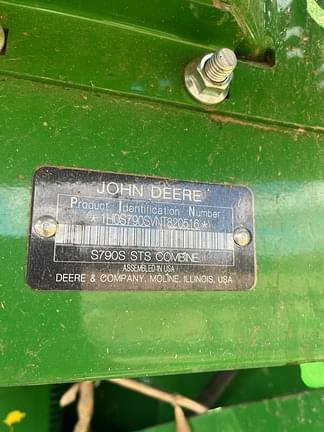 JOHN DEERE
Product Identification Number
*1H0S790SVNT820516*
S790S STS COMBINE
ASSEMBLED IN USA
DEERE & COMPANY, MOLINE, ILLINOIS, USA